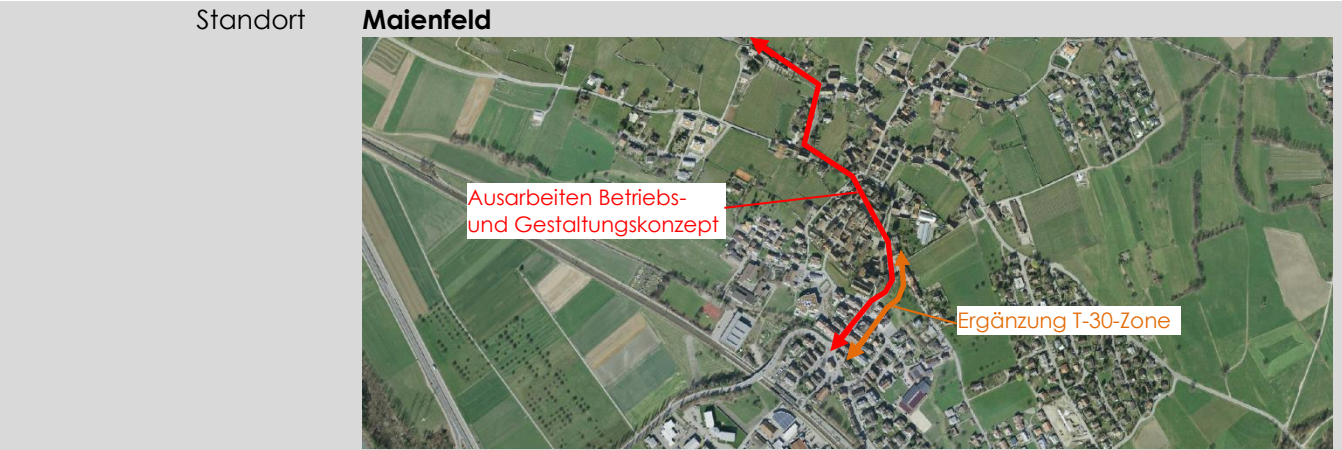 Standort
Maienfeld
Ausarbeiten Betriebs-
und Gestaltungskonzept
Ergänzung T-30-Zone